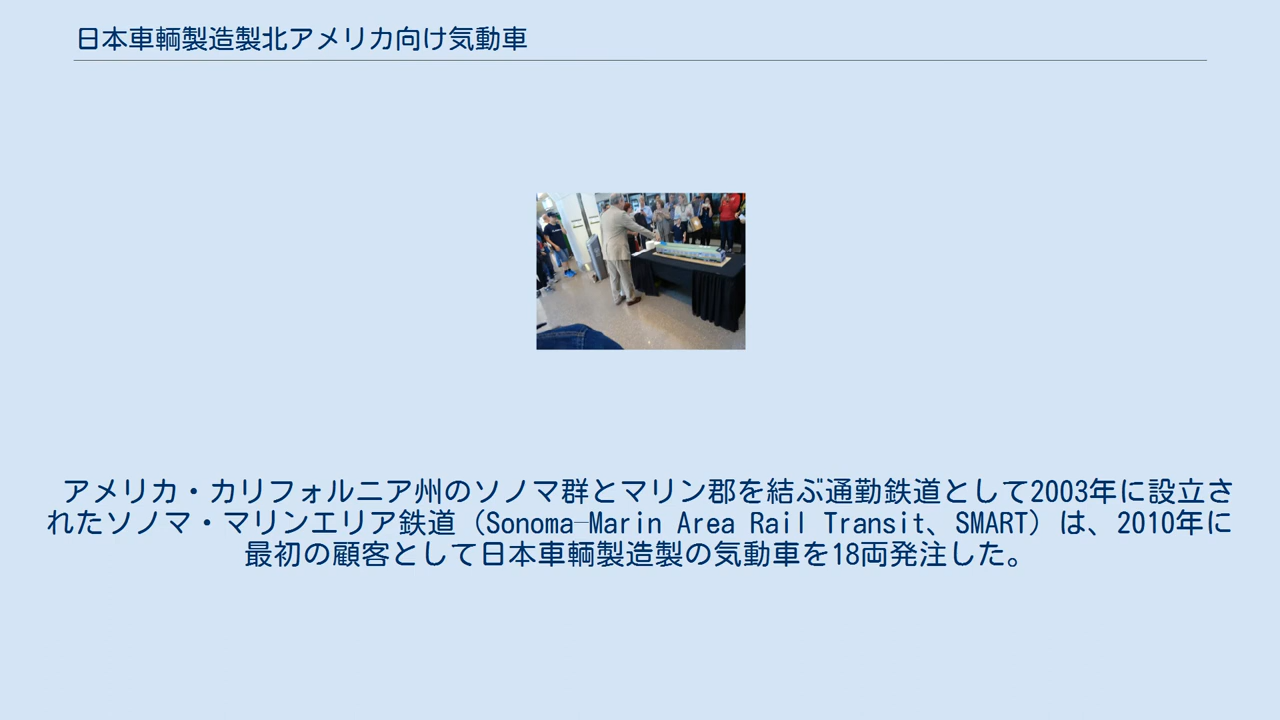 日本車輌製造製北アメリカ向け気動車
アメリカ・カリフォルニア州のソノマ群とマリン郡を結ぶ通勤鉄道として2003年に設立さ
れたソノマ・マリンエリア鉄道（Sonoma–Marin Area Rail Transit、SMART）は、2010年に
最初の顧客として日本車輌製造製の気動車を18両発注した。